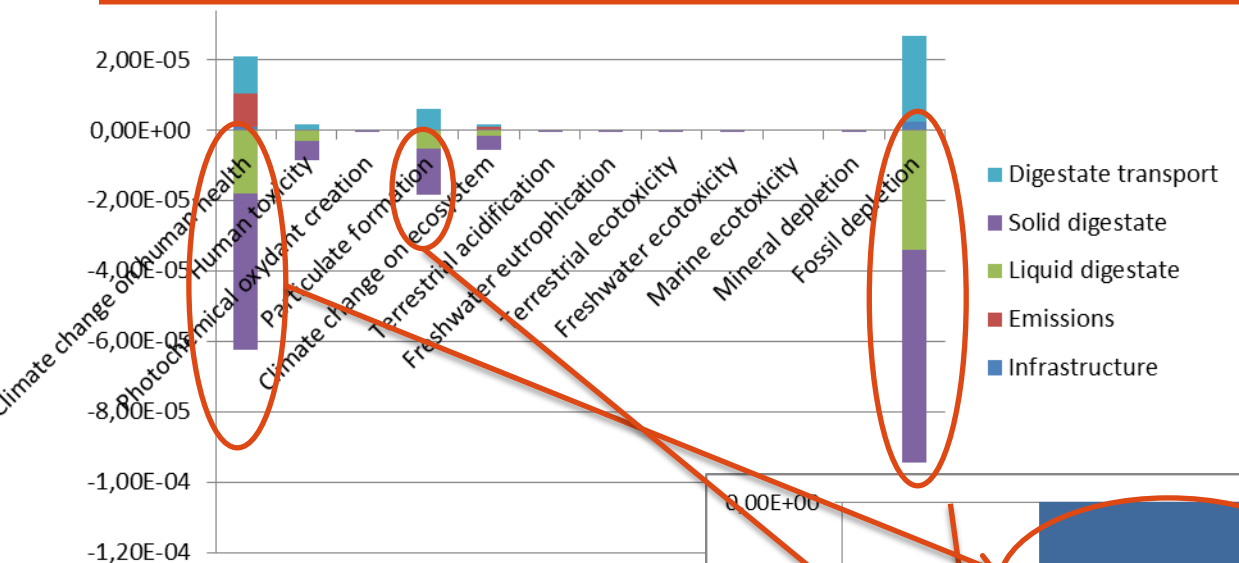 2,00E-05
0,00E+00
-2,00E-05
-4,00E-05
-6,00E-05
-8,00E-05
-1,00E-04
-1,20E-04
Climate change on human health
Human toxicity
Photochemical oxydant creation
Particulate formation
Climate change on ecosystem
Terrestrial acidification
Freshwater eutrophication
Terrestrial ecotoxicity
Freshwater ecotoxicity
Marine ecotoxicity
Mineral depletion
Fossil depletion
Digestate transport
Solid digestate
Liquid digestate
Emissions
Infrastructure
0,00E+00